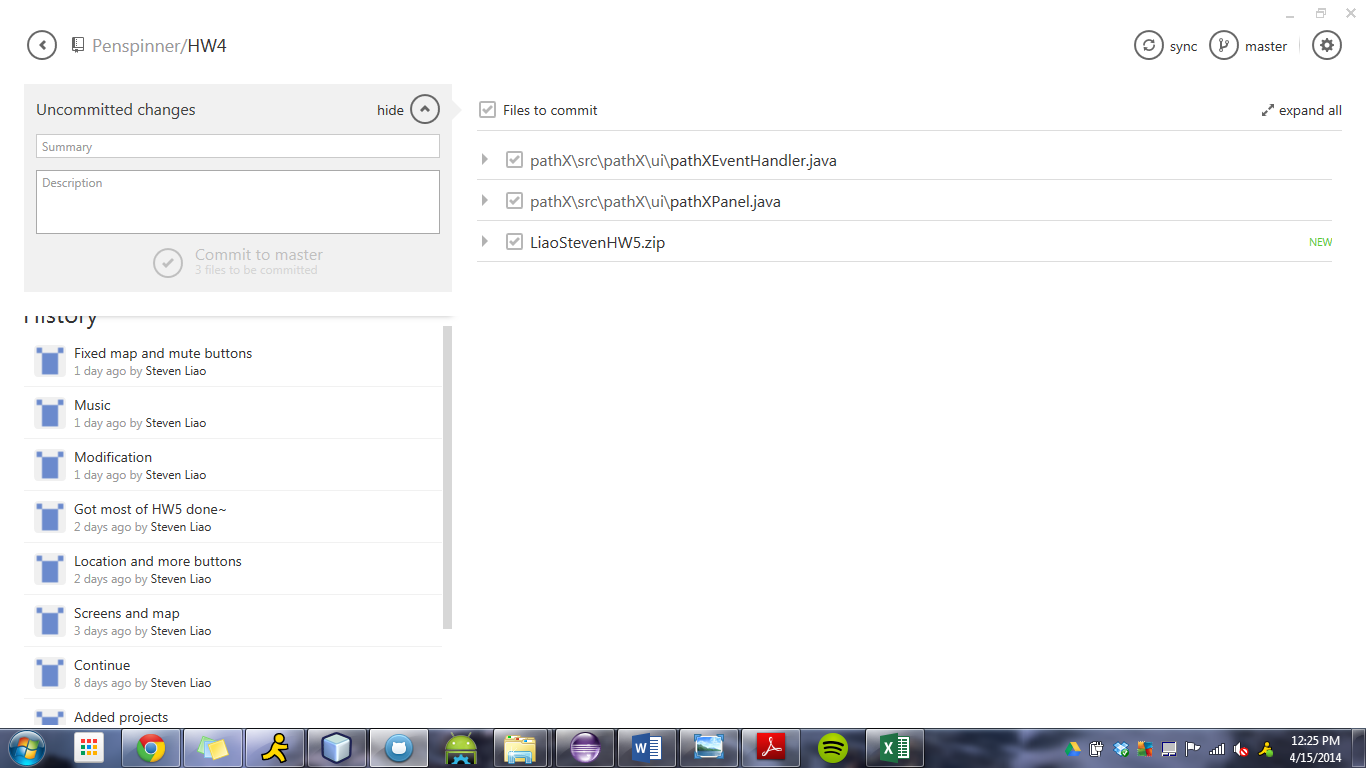 Penspinner/HW4
sync
master
Uncommitted changes
hide
Summary
Description
Commit to master
3 files to be committed
Files to commit
expand all
pathX\src\pathX\ui\pathXEventHandler.java
pathX\src\pathX\ui\pathXPanel.java
LiaoStevenHW5.zip
NEW
History
Fixed map and mute buttons
1 day ago by Steven Liao
Music
1 day ago by Steven Liao
Modification
1 day ago by Steven Liao
Got most of HW5 done~
2 days ago by Steven Liao
Location and more buttons
2 days ago by Steven Liao
Screens and map
3 days ago by Steven Liao
Continue
8 days ago by Steven Liao
Added projects
12:25 PM
4/15/2014